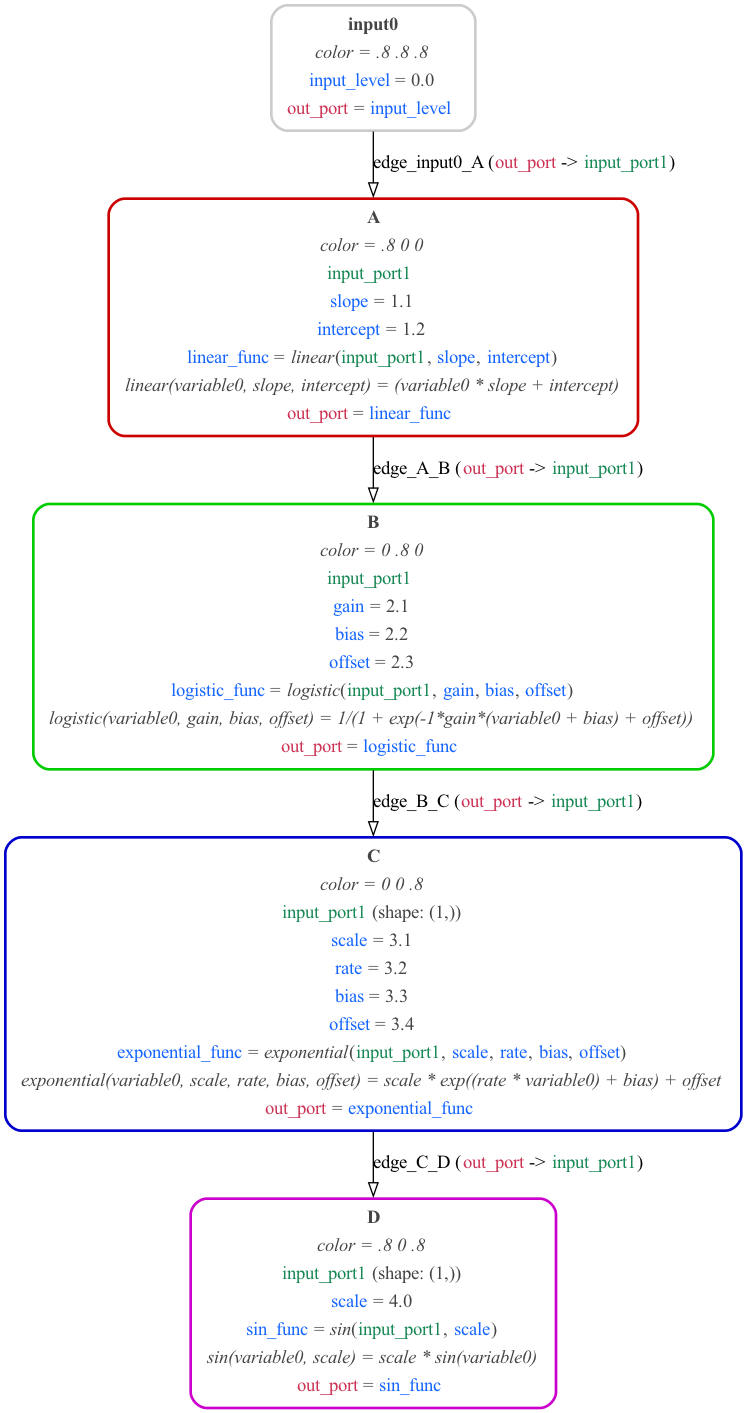 input0
color = .8 .8 .8
input_level = 0.0
out_port = input_level
edge_input0_A (out_port -> input_port1)
A
color = .8 0 0
input_port1
slope = 1.1
intercept = 1.2
linear_func = linear(input_port1, slope, intercept)
linear(variable0, slope, intercept) = (variable0 * slope + intercept)
out_port = linear_func
edge_A_B (out_port -> input_port1)
B
color = 0 .8 0
input_port1
gain = 2.1
bias = 2.2
offset = 2.3
logistic_func = logistic(input_port1, gain, bias, offset)
logistic(variable0, gain, bias, offset) = 1/(1 + exp(-1*gain*(variable0 + bias) + offset))
out_port = logistic_func
edge_B_C (out_port -> input_port1)
C
color = 0 0 .8
input_port1 (shape: (1,))
scale = 3.1
rate = 3.2
bias = 3.3
offset = 3.4
exponential_func = exponential(input_port1, scale, rate, bias, offset)
exponential(variable0, scale, rate, bias, offset) = scale * exp((rate * variable0) + bias) + offset
out_port = exponential_func
edge_C_D (out_port -> input_port1)
D
color = .8 0 .8
input_port1 (shape: (1,))
scale = 4.0
sin_func = sin(input_port1, scale)
sin(variable0, scale) = scale * sin(variable0)
out_port = sin_func